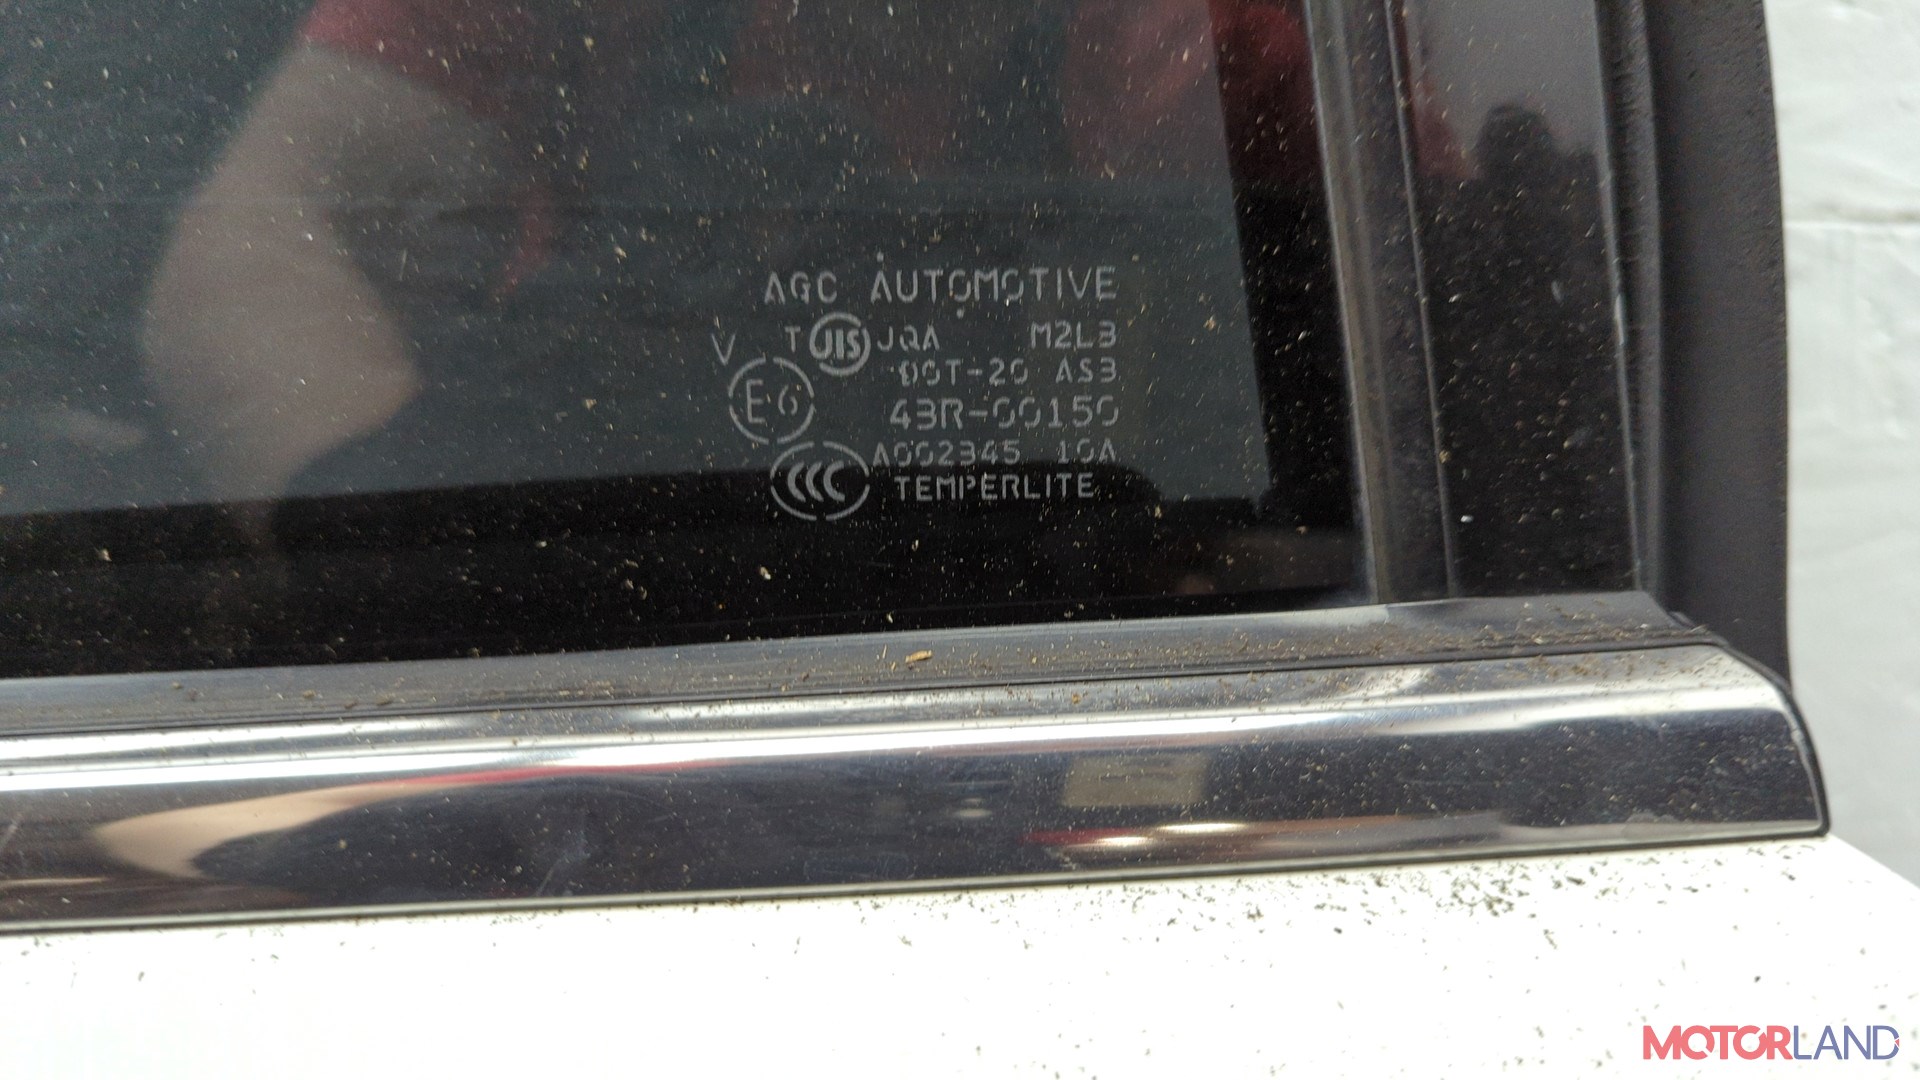 AGC AUTOMOTIVE
V T JIS JQA M2LB
DOT-20 AS3
E6 43R-00150
A002345 10A
CCC TEMPERLITE
MOTORLAND